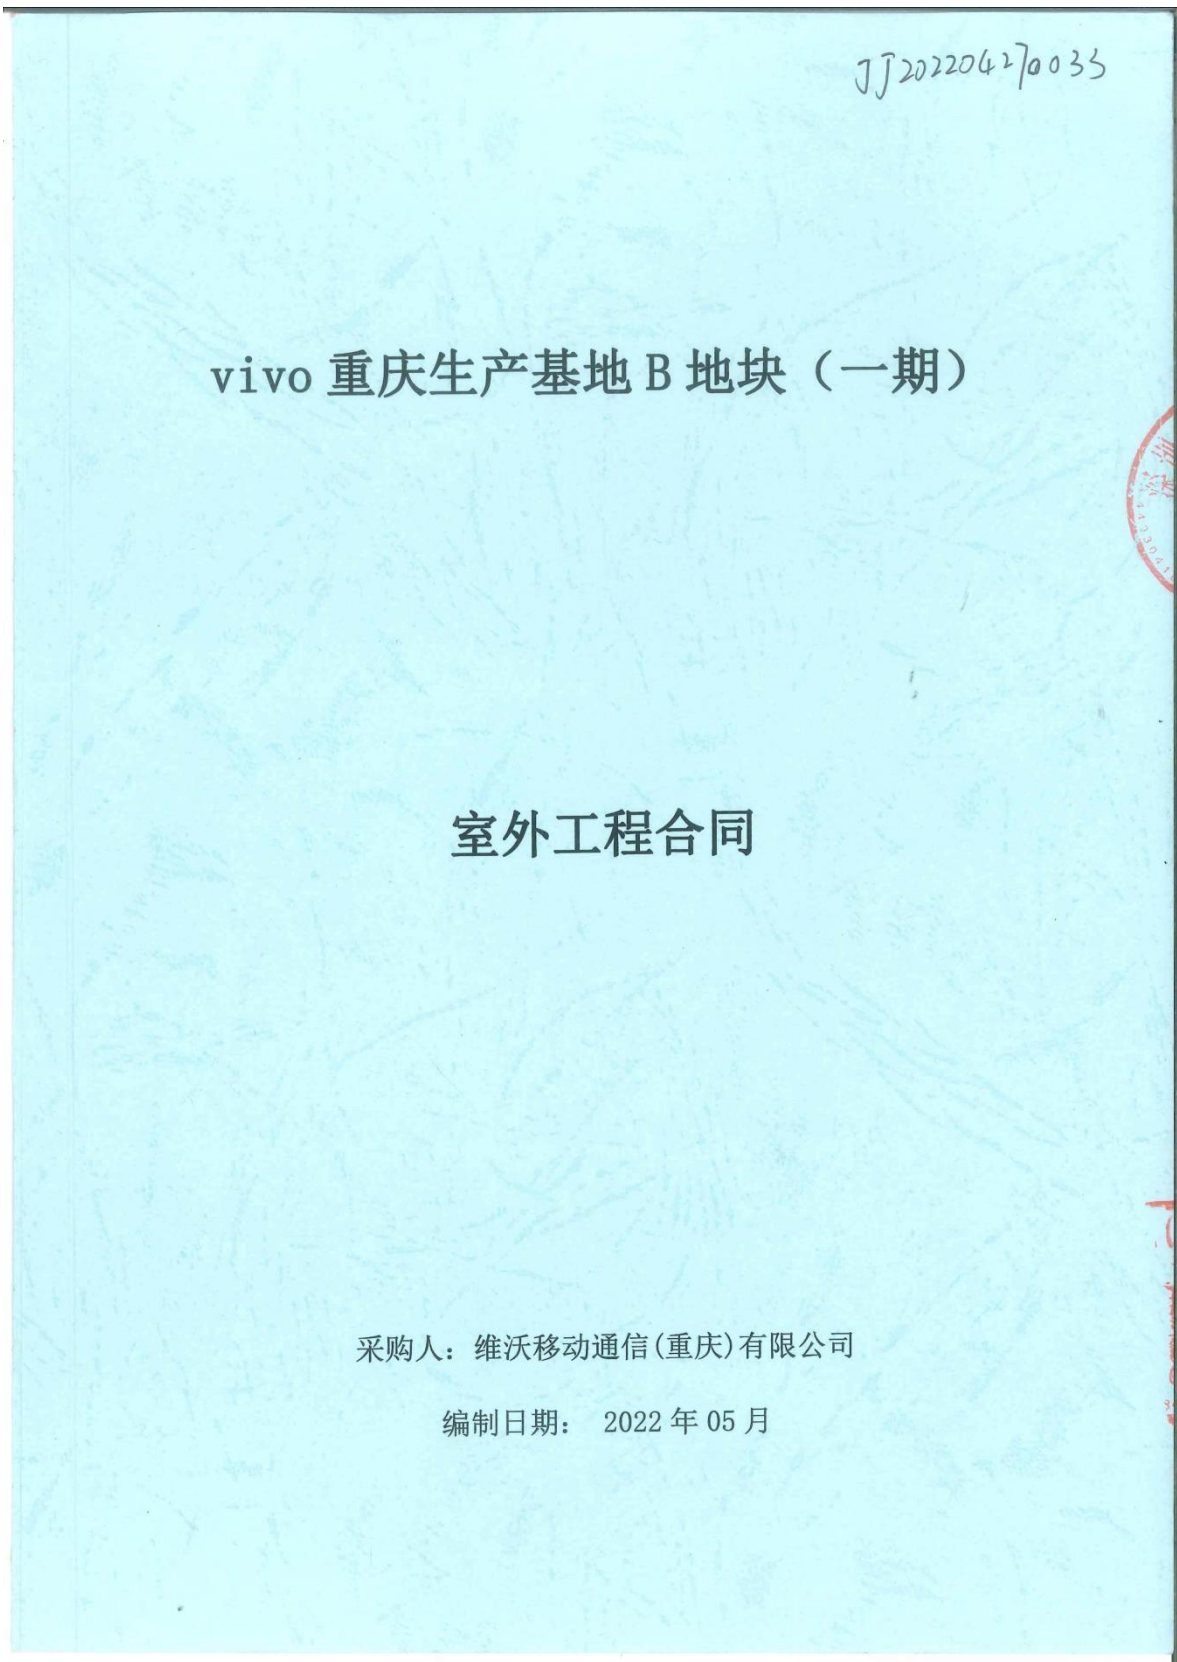 JJ202204270033
vivo 重庆生产基地 B 地块（一期）
室外工程合同
采购人：维沃移动通信(重庆)有限公司
编制日期： 2022 年 05 月